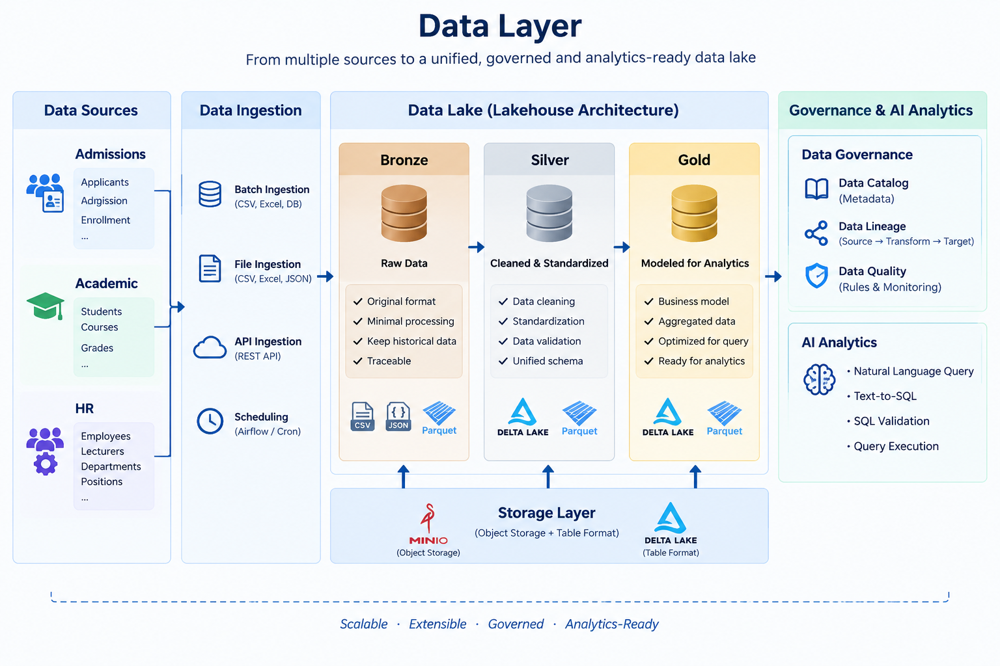 Data Layer
From multiple sources to a unified, governed and analytics-ready data lake
Data Sources
Admissions
Applicants
Admission
Enrollment
...
Academic
Students
Courses
Grades
...
HR
Employees
Lecturers
Departments
Positions
...
Data Ingestion
Batch Ingestion
(CSV, Excel, DB)
File Ingestion
(CSV, Excel, JSON)
API Ingestion
(REST API)
Scheduling
(Airflow / Cron)
Data Lake (Lakehouse Architecture)
Bronze
Raw Data
✓ Original format
✓ Minimal processing
✓ Keep historical data
✓ Traceable
CSV
{ }
JSON
Parquet
Silver
Cleaned & Standardized
✓ Data cleaning
✓ Standardization
✓ Data validation
✓ Unified schema
DELTA LAKE
Parquet
Gold
Modeled for Analytics
✓ Business model
✓ Aggregated data
✓ Optimized for query
✓ Ready for analytics
DELTA LAKE
Parquet
Storage Layer
(Object Storage + Table Format)
MINIO
(Object Storage)
DELTA LAKE
(Table Format)
Governance & AI Analytics
Data Governance
Data Catalog
(Metadata)
Data Lineage
(Source → Transform → Target)
Data Quality
(Rules & Monitoring)
AI Analytics
• Natural Language Query
• Text-to-SQL
• SQL Validation
• Query Execution
Scalable · Extensible · Governed · Analytics-Ready